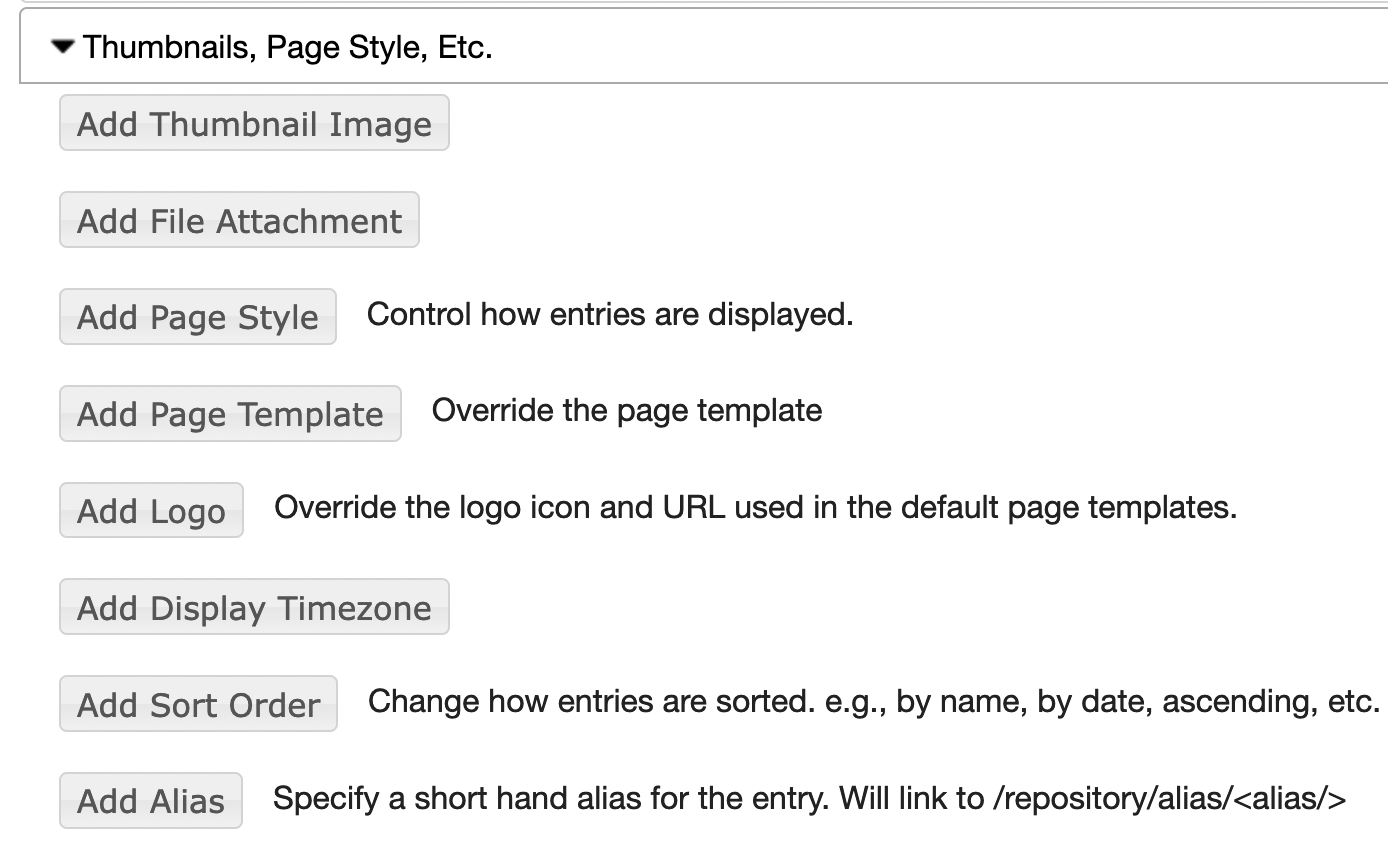 Thumbnails, Page Style, Etc.
Add Thumbnail Image
Add File Attachment
Add Page Style Control how entries are displayed.
Add Page Template Override the page template
Add Logo Override the logo icon and URL used in the default page templates.
Add Display Timezone
Add Sort Order Change how entries are sorted. e.g., by name, by date, ascending, etc.
Add Alias Specify a short hand alias for the entry. Will link to /repository/alias/<alias/>